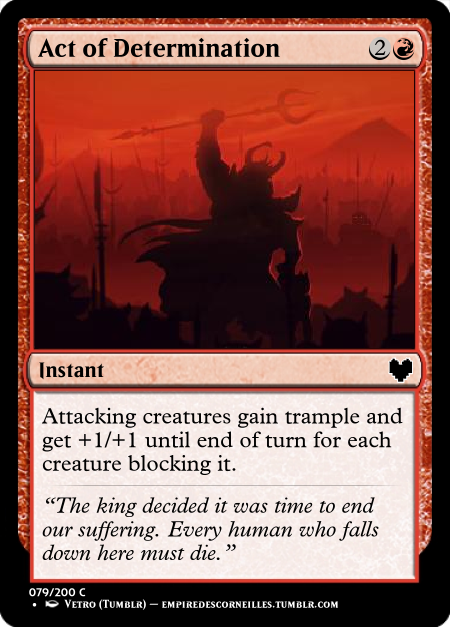 Act of Determination 2
Instant
Attacking creatures gain trample and
get +1/+1 until end of turn for each
creature blocking it.
“The king decided it was time to end
our suffering. Every human who falls
down here must die.”
079/200 C
• Vetro (Tumblr) — empiredescorneilles.tumblr.com